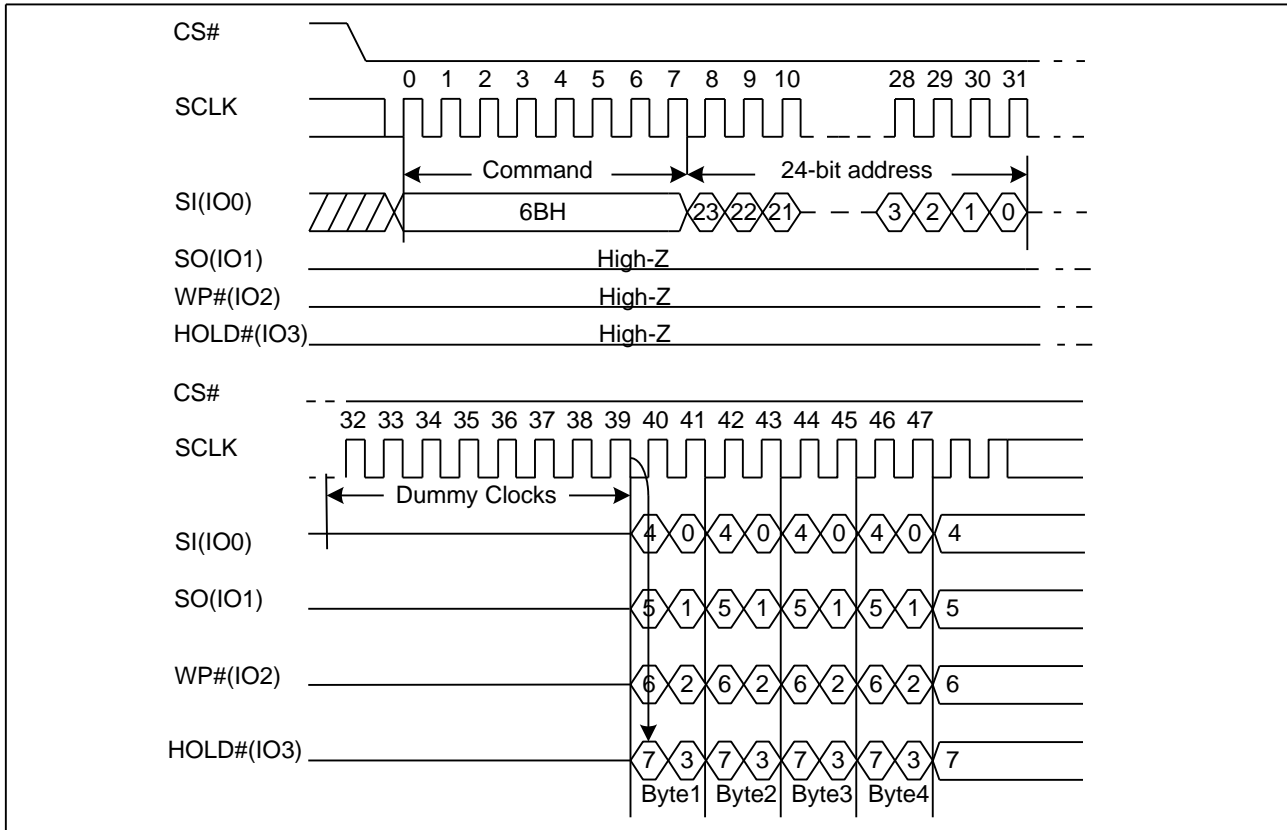 CS#
0 1 2 3 4 5 6 7 8 9 10 28 29 30 31
SCLK
Command 24-bit address
SI(IO0) 6BH 23 22 21 3 2 1 0
SO(IO1) High-Z
WP#(IO2) High-Z
HOLD#(IO3) High-Z
CS#
32 33 34 35 36 37 38 39 40 41 42 43 44 45 46 47
SCLK
Dummy Clocks
SI(IO0) 4 0 4 0 4 0 4 0 4
SO(IO1) 5 1 5 1 5 1 5 1 5
WP#(IO2) 6 2 6 2 6 2 6 2 6
HOLD#(IO3) 7 3 7 3 7 3 7 3 7
Byte1 Byte2 Byte3 Byte4